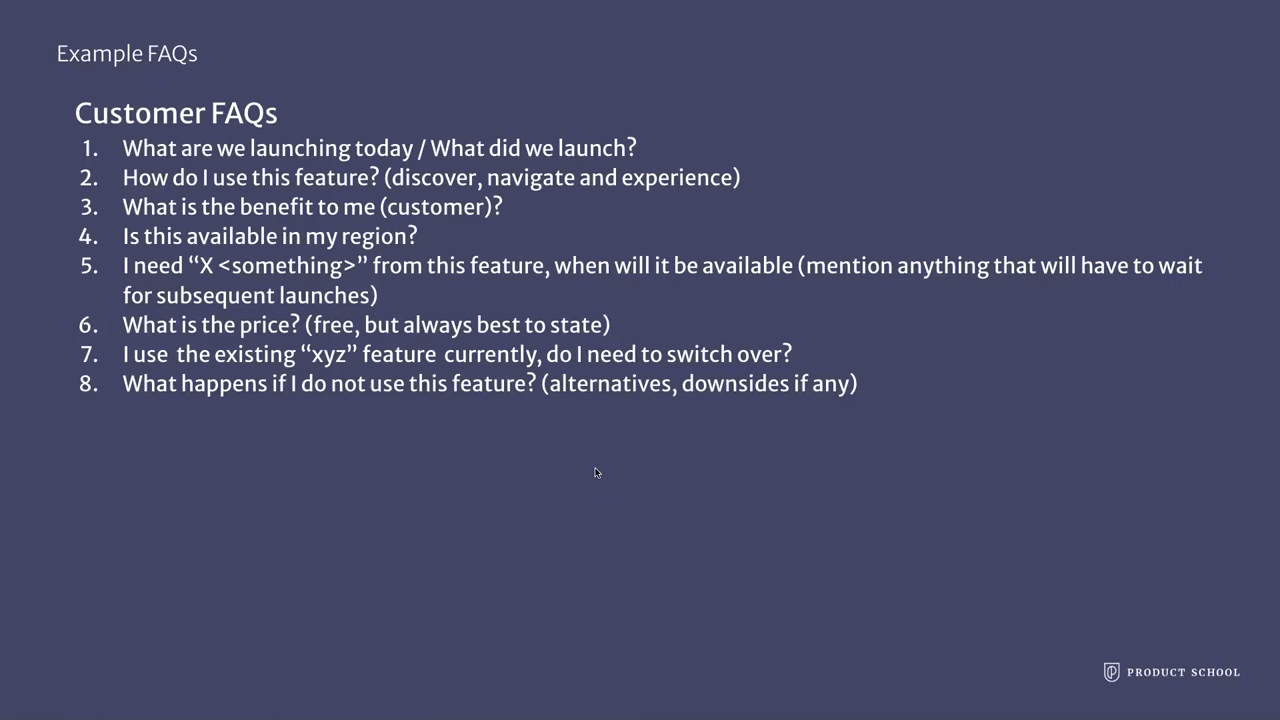 Example FAQs
Customer FAQs
1. What are we launching today / What did we launch?
2. How do I use this feature? (discover, navigate and experience)
3. What is the benefit to me (customer)?
4. Is this available in my region?
5. I need “X <something>” from this feature, when will it be available (mention anything that will have to wait
for subsequent launches)
6. What is the price? (free, but always best to state)
7. I use the existing “xyz” feature currently, do I need to switch over?
8. What happens if I do not use this feature? (alternatives, downsides if any)
PRODUCT SCHOOL